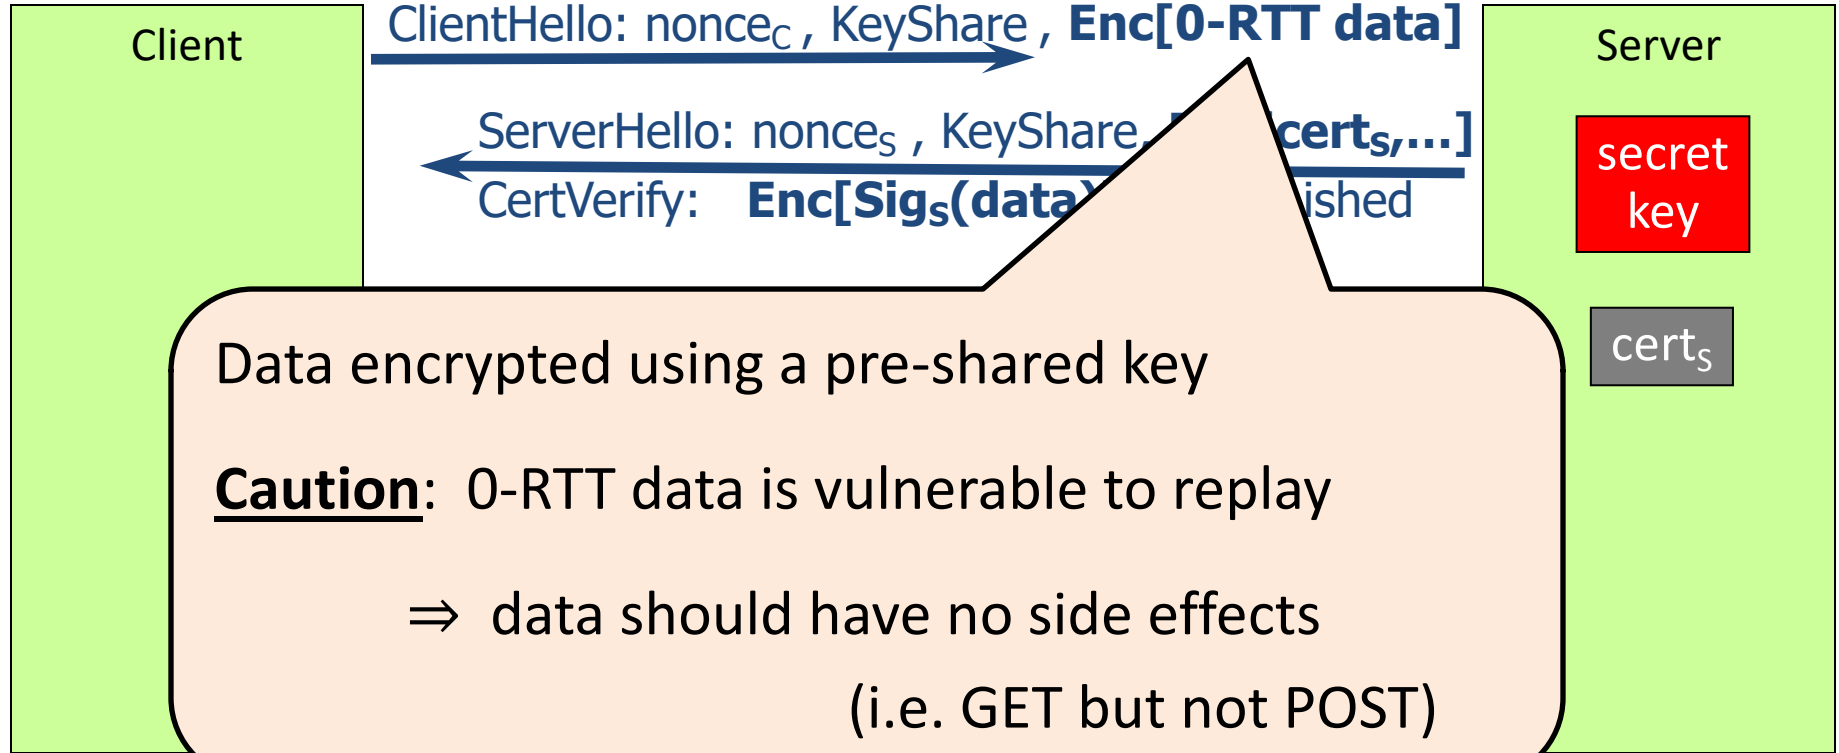 Client
ClientHello: nonceC , KeyShare , Enc[0-RTT data]
Server
ServerHello: nonceS , KeyShare, certS,...]
CertVerify: Enc[SigS(data)
secret
key
certS
Data encrypted using a pre-shared key
Caution: 0-RTT data is vulnerable to replay
⇒ data should have no side effects
(i.e. GET but not POST)